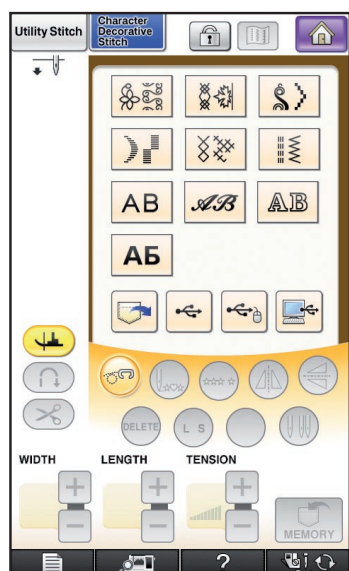 Utility Stitch
Character
Decorative
Stitch
AB
AB
AB
АБ
DELETE
L S
WIDTH
LENGTH
TENSION
+
+
+
−
−
−
MEMORY
?
i